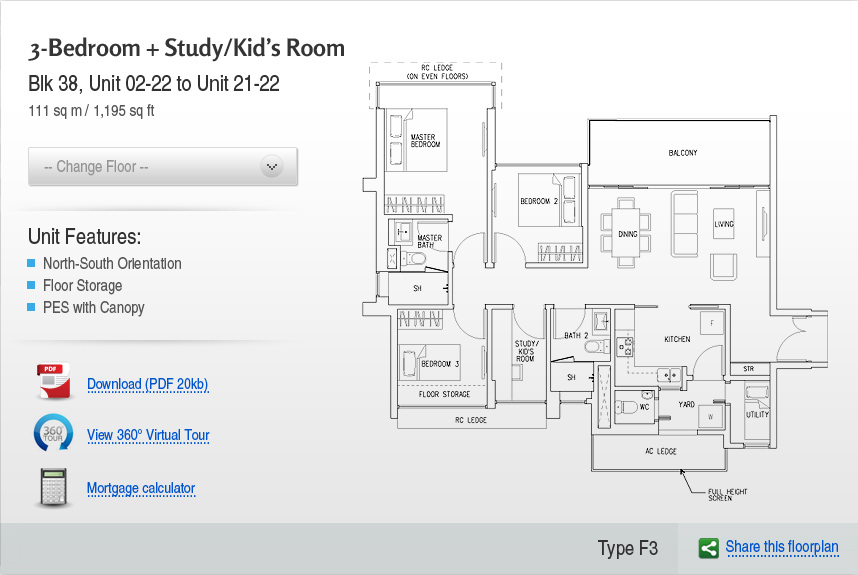 3-Bedroom + Study/Kid's Room
Blk 38, Unit 02-22 to Unit 21-22
111 sq m / 1,195 sq ft
-- Change Floor --
Unit Features:
North-South Orientation
Floor Storage
PES with Canopy
PDF
Download (PDF 20kb)
360°
TOUR
View 360° Virtual Tour
Mortgage calculator
RC LEDGE
(ON EVEN FLOORS)
MASTER
BEDROOM
BALCONY
BEDROOM 2
LIVING
DINING
MASTER
BATH
SH
BATH 2
KITCHEN
F
STUDY/
KID'S
ROOM
BEDROOM 3
SH
STR
FLOOR STORAGE
WC
YARD
W
UTILITY
RC LEDGE
AC LEDGE
FULL HEIGHT
SCREEN
Type F3
Share this floorplan